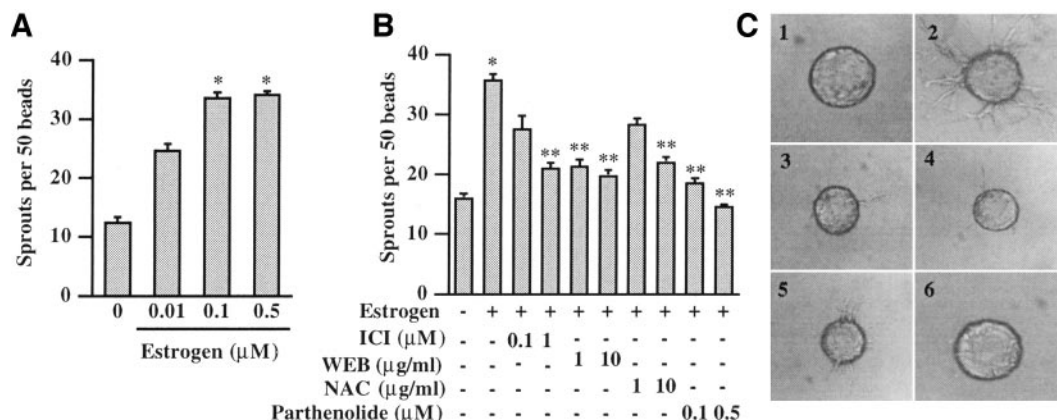 A
Sprouts per 50 beads
40
30
20
10
0
* *
0 0.01 0.1 0.5
Estrogen (μM)
B
Sprouts per 50 beads
40
30
20
10
0
* ** ** ** ** ** **
Estrogen - + + + + + + + + +
ICI (μM) - - 0.1 1 - - - - - -
WEB (μg/ml) - - - - 1 10 - - - -
NAC (μg/ml) - - - - - - 1 10 - -
Parthenolide (μM) - - - - - - - - 0.1 0.5
C
1 2
3 4
5 6